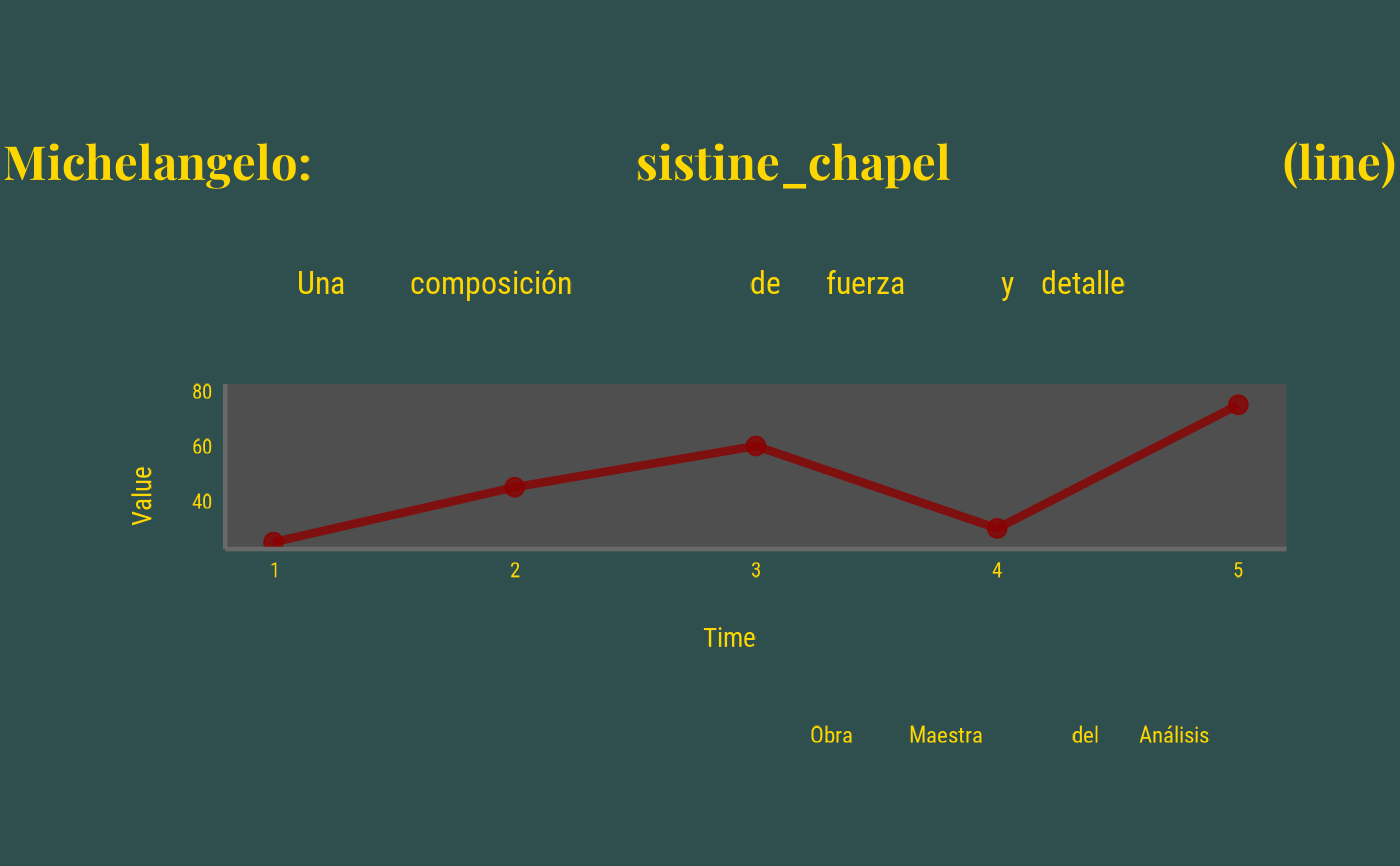 Michelangelo: sistine_chapel (line)
Una composición de fuerza y detalle
80
60
40
Value
1 2 3 4 5
Time
Obra Maestra del Análisis